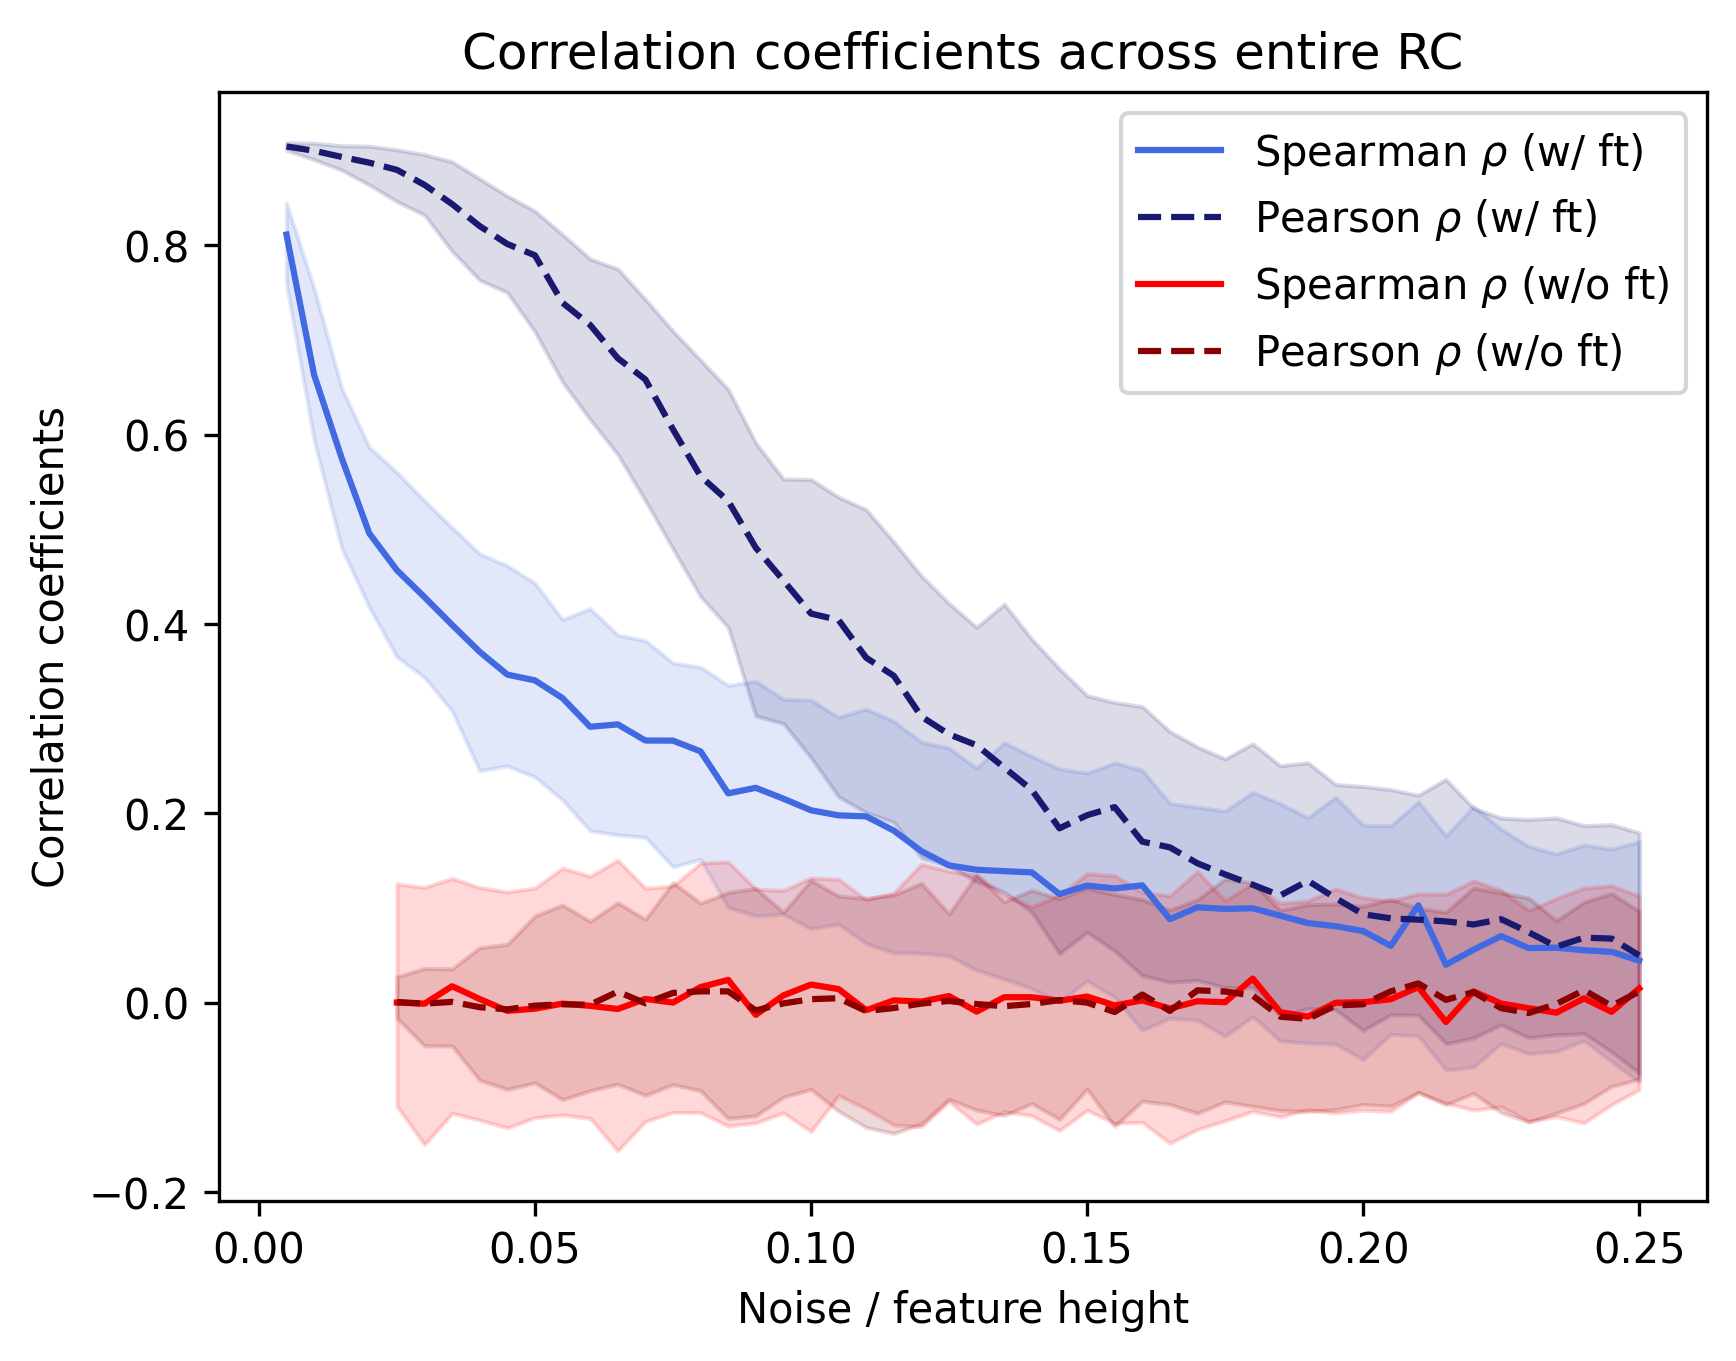 Correlation coefficients across entire RC
Spearman ρ (w/ ft)
Pearson ρ (w/ ft)
Spearman ρ (w/o ft)
Pearson ρ (w/o ft)
Correlation coefficients
0.8
0.6
0.4
0.2
0.0
−0.2
0.00 0.05 0.10 0.15 0.20 0.25
Noise / feature height